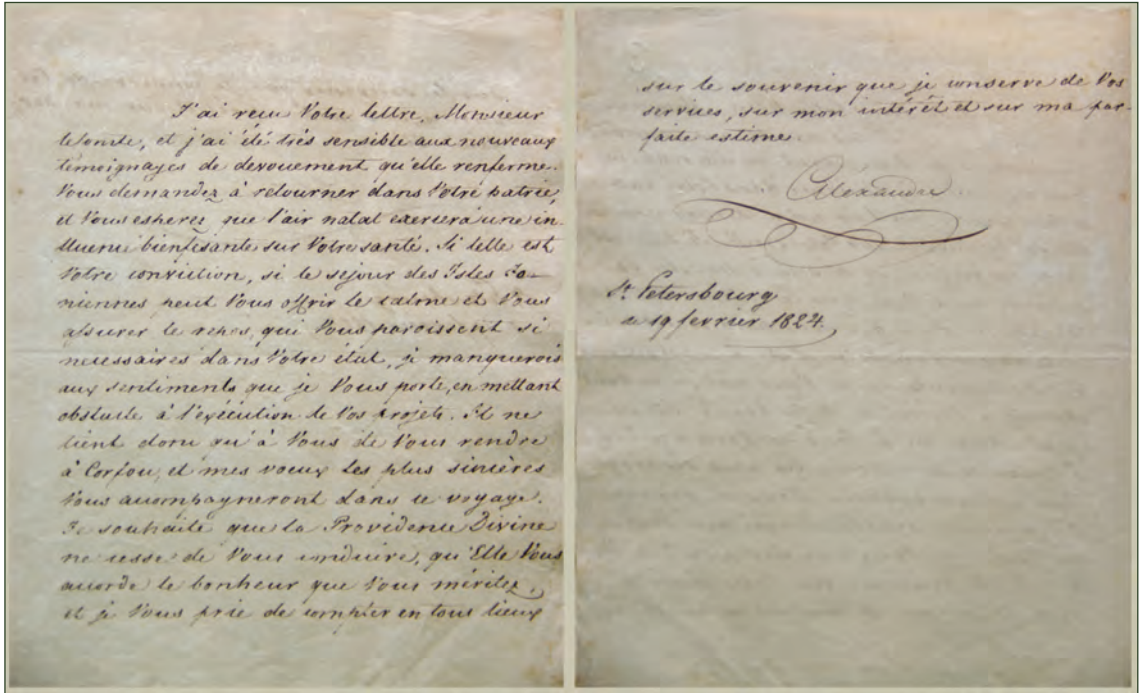 J'ai reçu Votre lettre, Monsieur
le Comte, et j'ai été très sensible aux nouveaux
témoignages de devouement qu'elle renferme.
Vous demandez à retourner dans Votre patrie,
et Vous esperez que l'air natal exercera une in-
fluence bienfisante sur Votre santé. Si telle est
Votre conviction, si le sejour des Isles Io-
niennes peut Vous offrir le calme et Vous
assurer le repos, qui Vous paroissent si
necessaires dans Votre état, je manquerois
aux sentiments que je Vous porte, en mettant
obstacle à l'exécution de Vos projets. Il ne
tient donc qu'à Vous de Vous rendre
à Corfou, et mes voeux les plus sincères
Vous accompagneront dans ce voyage.
Je souhaite que la Providence Divine
ne cesse de Vous conduire, qu'Elle Vous
accorde le bonheur que Vous méritez,
et je Vous prie de compter en tous lieux
sur le souvenir que je conserve de Vos
services, sur mon intérêt et sur ma par-
faite estime.
Alexandre.
St. Petersbourg
ce 19 fevrier 1824.